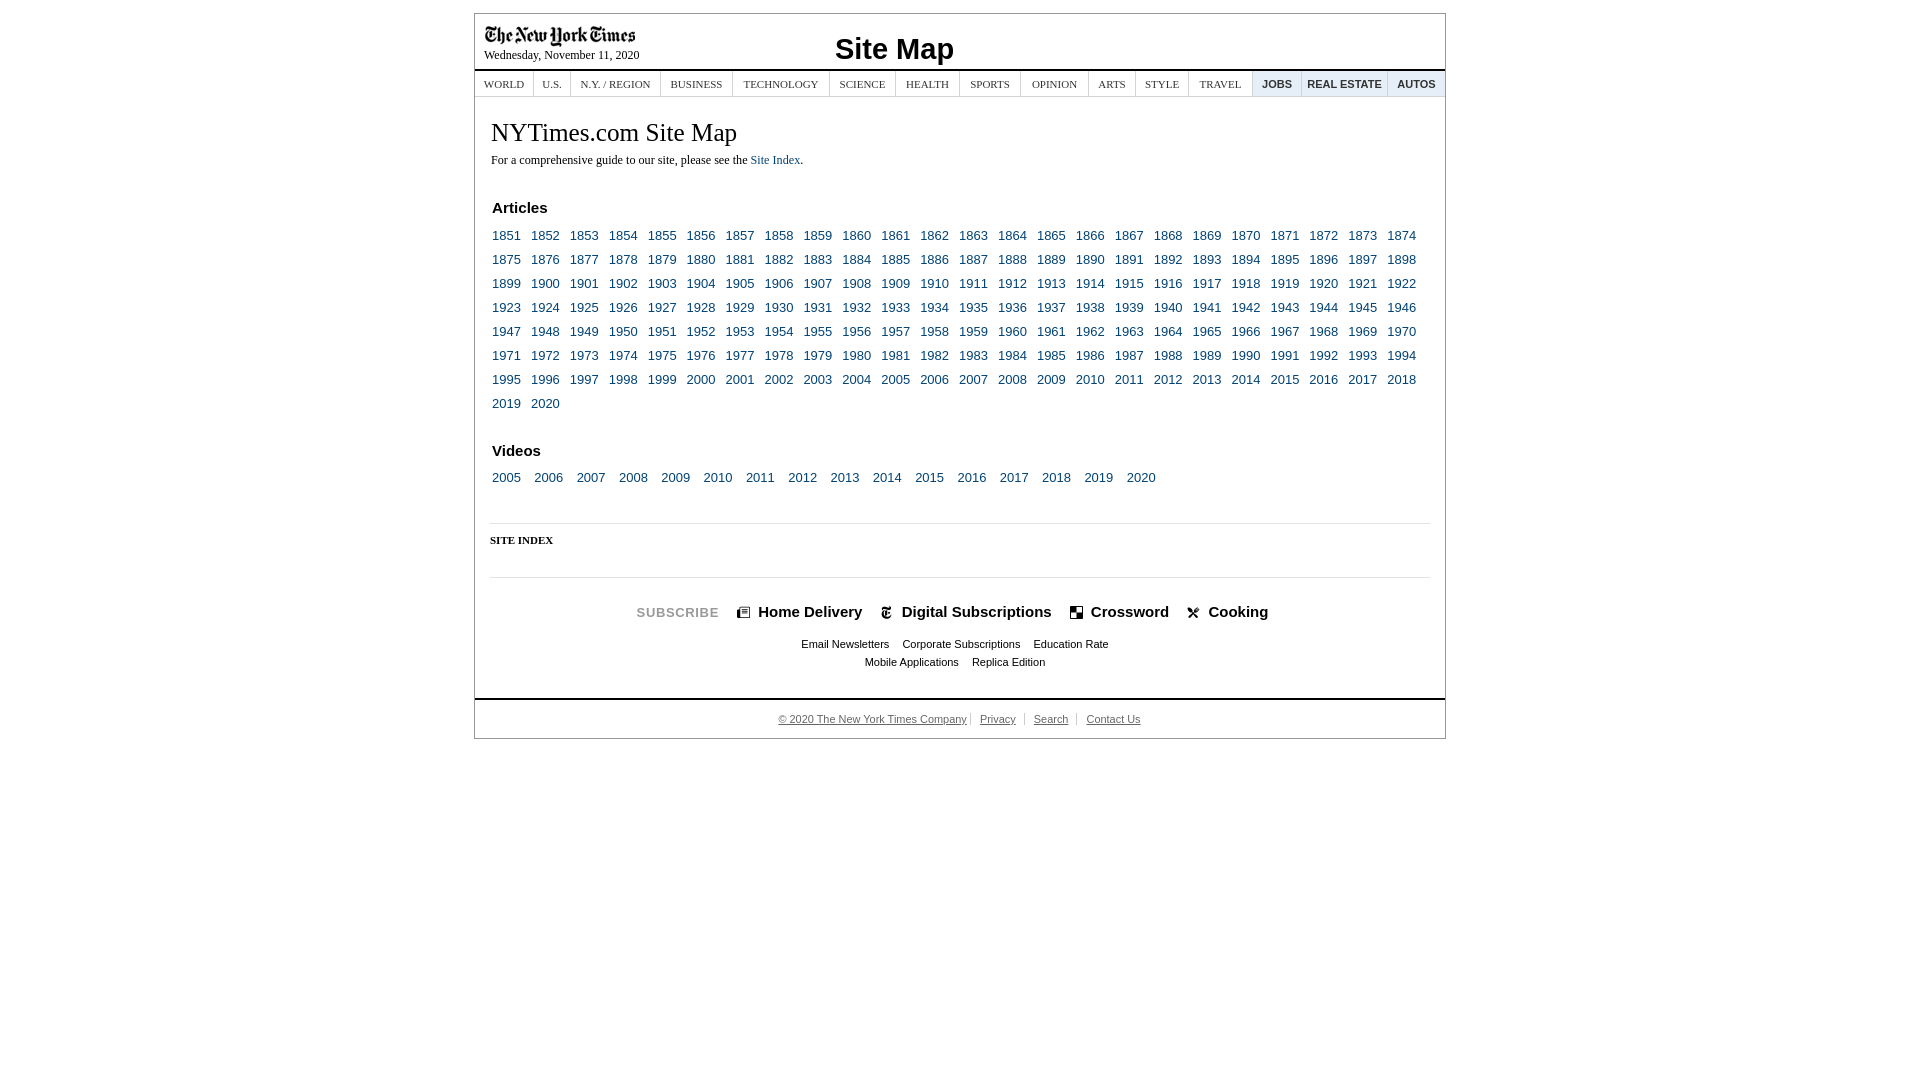 The New York Times
Wednesday, November 11, 2020
Site Map
WORLD U.S. N.Y. / REGION BUSINESS TECHNOLOGY SCIENCE HEALTH SPORTS OPINION ARTS STYLE TRAVEL JOBS REAL ESTATE AUTOS
NYTimes.com Site Map
For a comprehensive guide to our site, please see the Site Index.
Articles
1851 1852 1853 1854 1855 1856 1857 1858 1859 1860 1861 1862 1863 1864 1865 1866 1867 1868 1869 1870 1871 1872 1873 1874
1875 1876 1877 1878 1879 1880 1881 1882 1883 1884 1885 1886 1887 1888 1889 1890 1891 1892 1893 1894 1895 1896 1897 1898
1899 1900 1901 1902 1903 1904 1905 1906 1907 1908 1909 1910 1911 1912 1913 1914 1915 1916 1917 1918 1919 1920 1921 1922
1923 1924 1925 1926 1927 1928 1929 1930 1931 1932 1933 1934 1935 1936 1937 1938 1939 1940 1941 1942 1943 1944 1945 1946
1947 1948 1949 1950 1951 1952 1953 1954 1955 1956 1957 1958 1959 1960 1961 1962 1963 1964 1965 1966 1967 1968 1969 1970
1971 1972 1973 1974 1975 1976 1977 1978 1979 1980 1981 1982 1983 1984 1985 1986 1987 1988 1989 1990 1991 1992 1993 1994
1995 1996 1997 1998 1999 2000 2001 2002 2003 2004 2005 2006 2007 2008 2009 2010 2011 2012 2013 2014 2015 2016 2017 2018
2019 2020
Videos
2005 2006 2007 2008 2009 2010 2011 2012 2013 2014 2015 2016 2017 2018 2019 2020
SITE INDEX
SUBSCRIBE Home Delivery Digital Subscriptions Crossword Cooking
Email Newsletters Corporate Subscriptions Education Rate
Mobile Applications Replica Edition
© 2020 The New York Times Company Privacy Search Contact Us